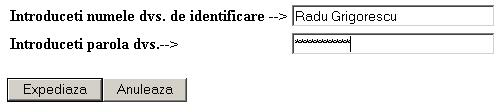 Introduceti numele dvs. de identificare --> Radu Grigorescu
Introduceti parola dvs.--> ************
Expediaza Anuleaza